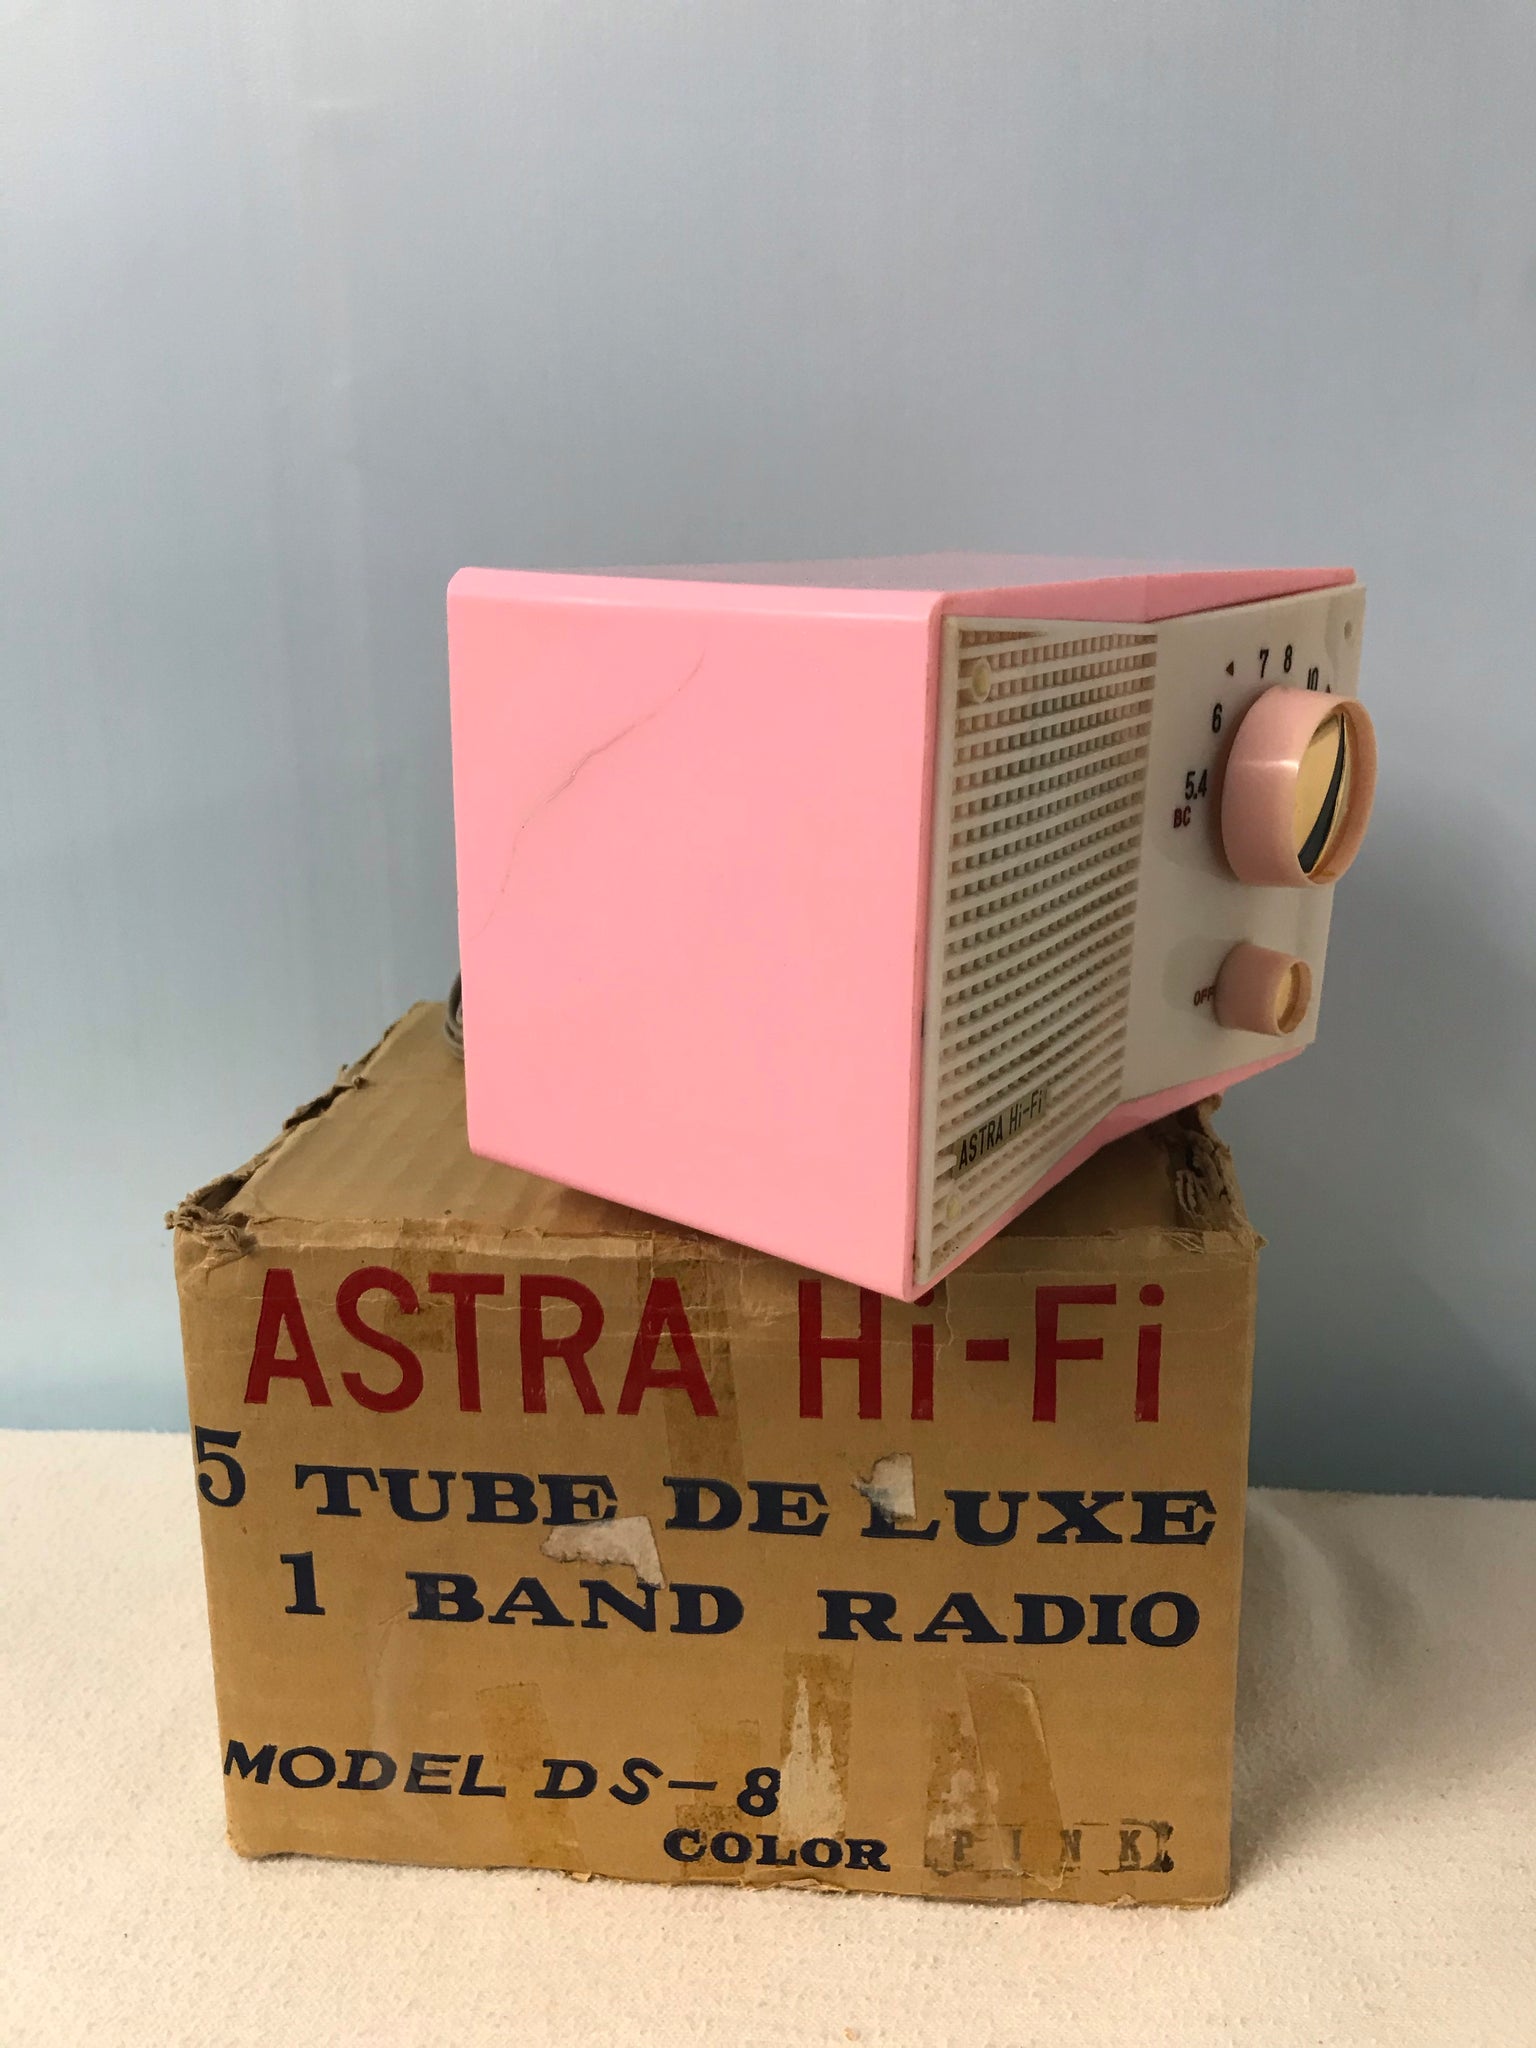 7 8
10
6
5.4
BC
OFF
ASTRA Hi-Fi
ASTRA Hi-Fi
5 TUBE DE LUXE
1 BAND RADIO
MODEL DS-8
COLOR PINK